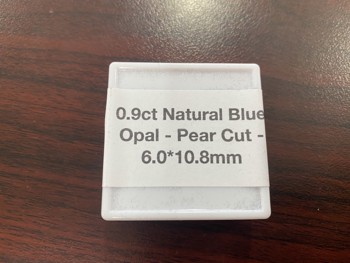 0.9ct Natural Blue
Opal - Pear Cut -
6.0*10.8mm